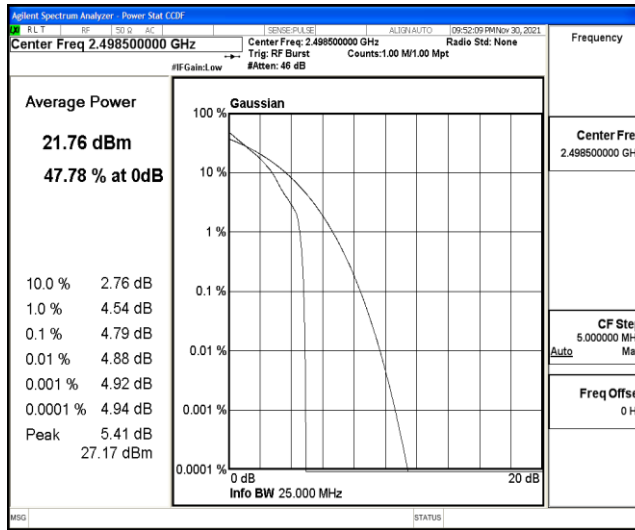 Agilent Spectrum Analyzer - Power Stat CCDF
RLT RF 50 Ω AC SENSE:PULSE ALIGN AUTO 09:52:09 PM Nov 30, 2021
Center Freq 2.498500000 GHz
Center Freq: 2.498500000 GHz Radio Std: None
Trig: RF Burst Counts:1.00 M/1.00 Mpt
#IFGain:Low #Atten: 46 dB
Frequency
Average Power
21.76 dBm
47.78 % at 0dB
10.0 % 2.76 dB
1.0 % 4.54 dB
0.1 % 4.79 dB
0.01 % 4.88 dB
0.001 % 4.92 dB
0.0001 % 4.94 dB
Peak 5.41 dB
27.17 dBm
Gaussian
100 %
10 %
1 %
0.1 %
0.01 %
0.001 %
0.0001 %
0 dB 20 dB
Info BW 25.000 MHz
Center Fre
2.498500000 GH
CF Ste
5.000000 MH
Auto Ma
Freq Offse
0 H
MSG STATUS